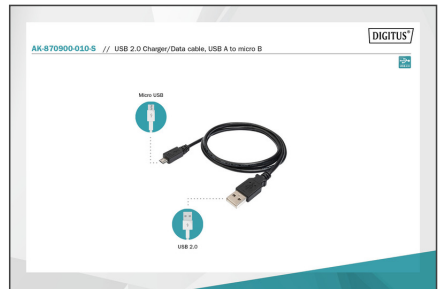 DIGITUS®
AK-870900-010-S // USB 2.0 Charger/Data cable, USB A to micro B
Micro USB
USB 2.0